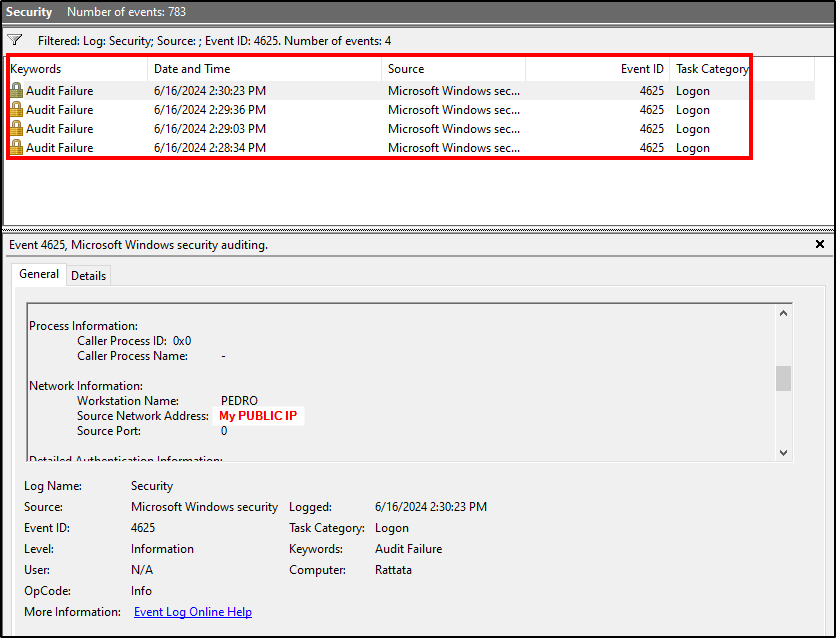 Security Number of events: 783
Filtered: Log: Security; Source: ; Event ID: 4625. Number of events: 4
Keywords Date and Time Source Event ID Task Category
Audit Failure 6/16/2024 2:30:23 PM Microsoft Windows sec... 4625 Logon
Audit Failure 6/16/2024 2:29:36 PM Microsoft Windows sec... 4625 Logon
Audit Failure 6/16/2024 2:29:03 PM Microsoft Windows sec... 4625 Logon
Audit Failure 6/16/2024 2:28:34 PM Microsoft Windows sec... 4625 Logon
Event 4625, Microsoft Windows security auditing.
General Details
Process Information:
Caller Process ID: 0x0
Caller Process Name: -
Network Information:
Workstation Name: PEDRO
Source Network Address: My PUBLIC IP
Source Port: 0
Detailed Authentication Information:
Log Name: Security
Source: Microsoft Windows security Logged: 6/16/2024 2:30:23 PM
Event ID: 4625 Task Category: Logon
Level: Information Keywords: Audit Failure
User: N/A Computer: Rattata
OpCode: Info
More Information: Event Log Online Help